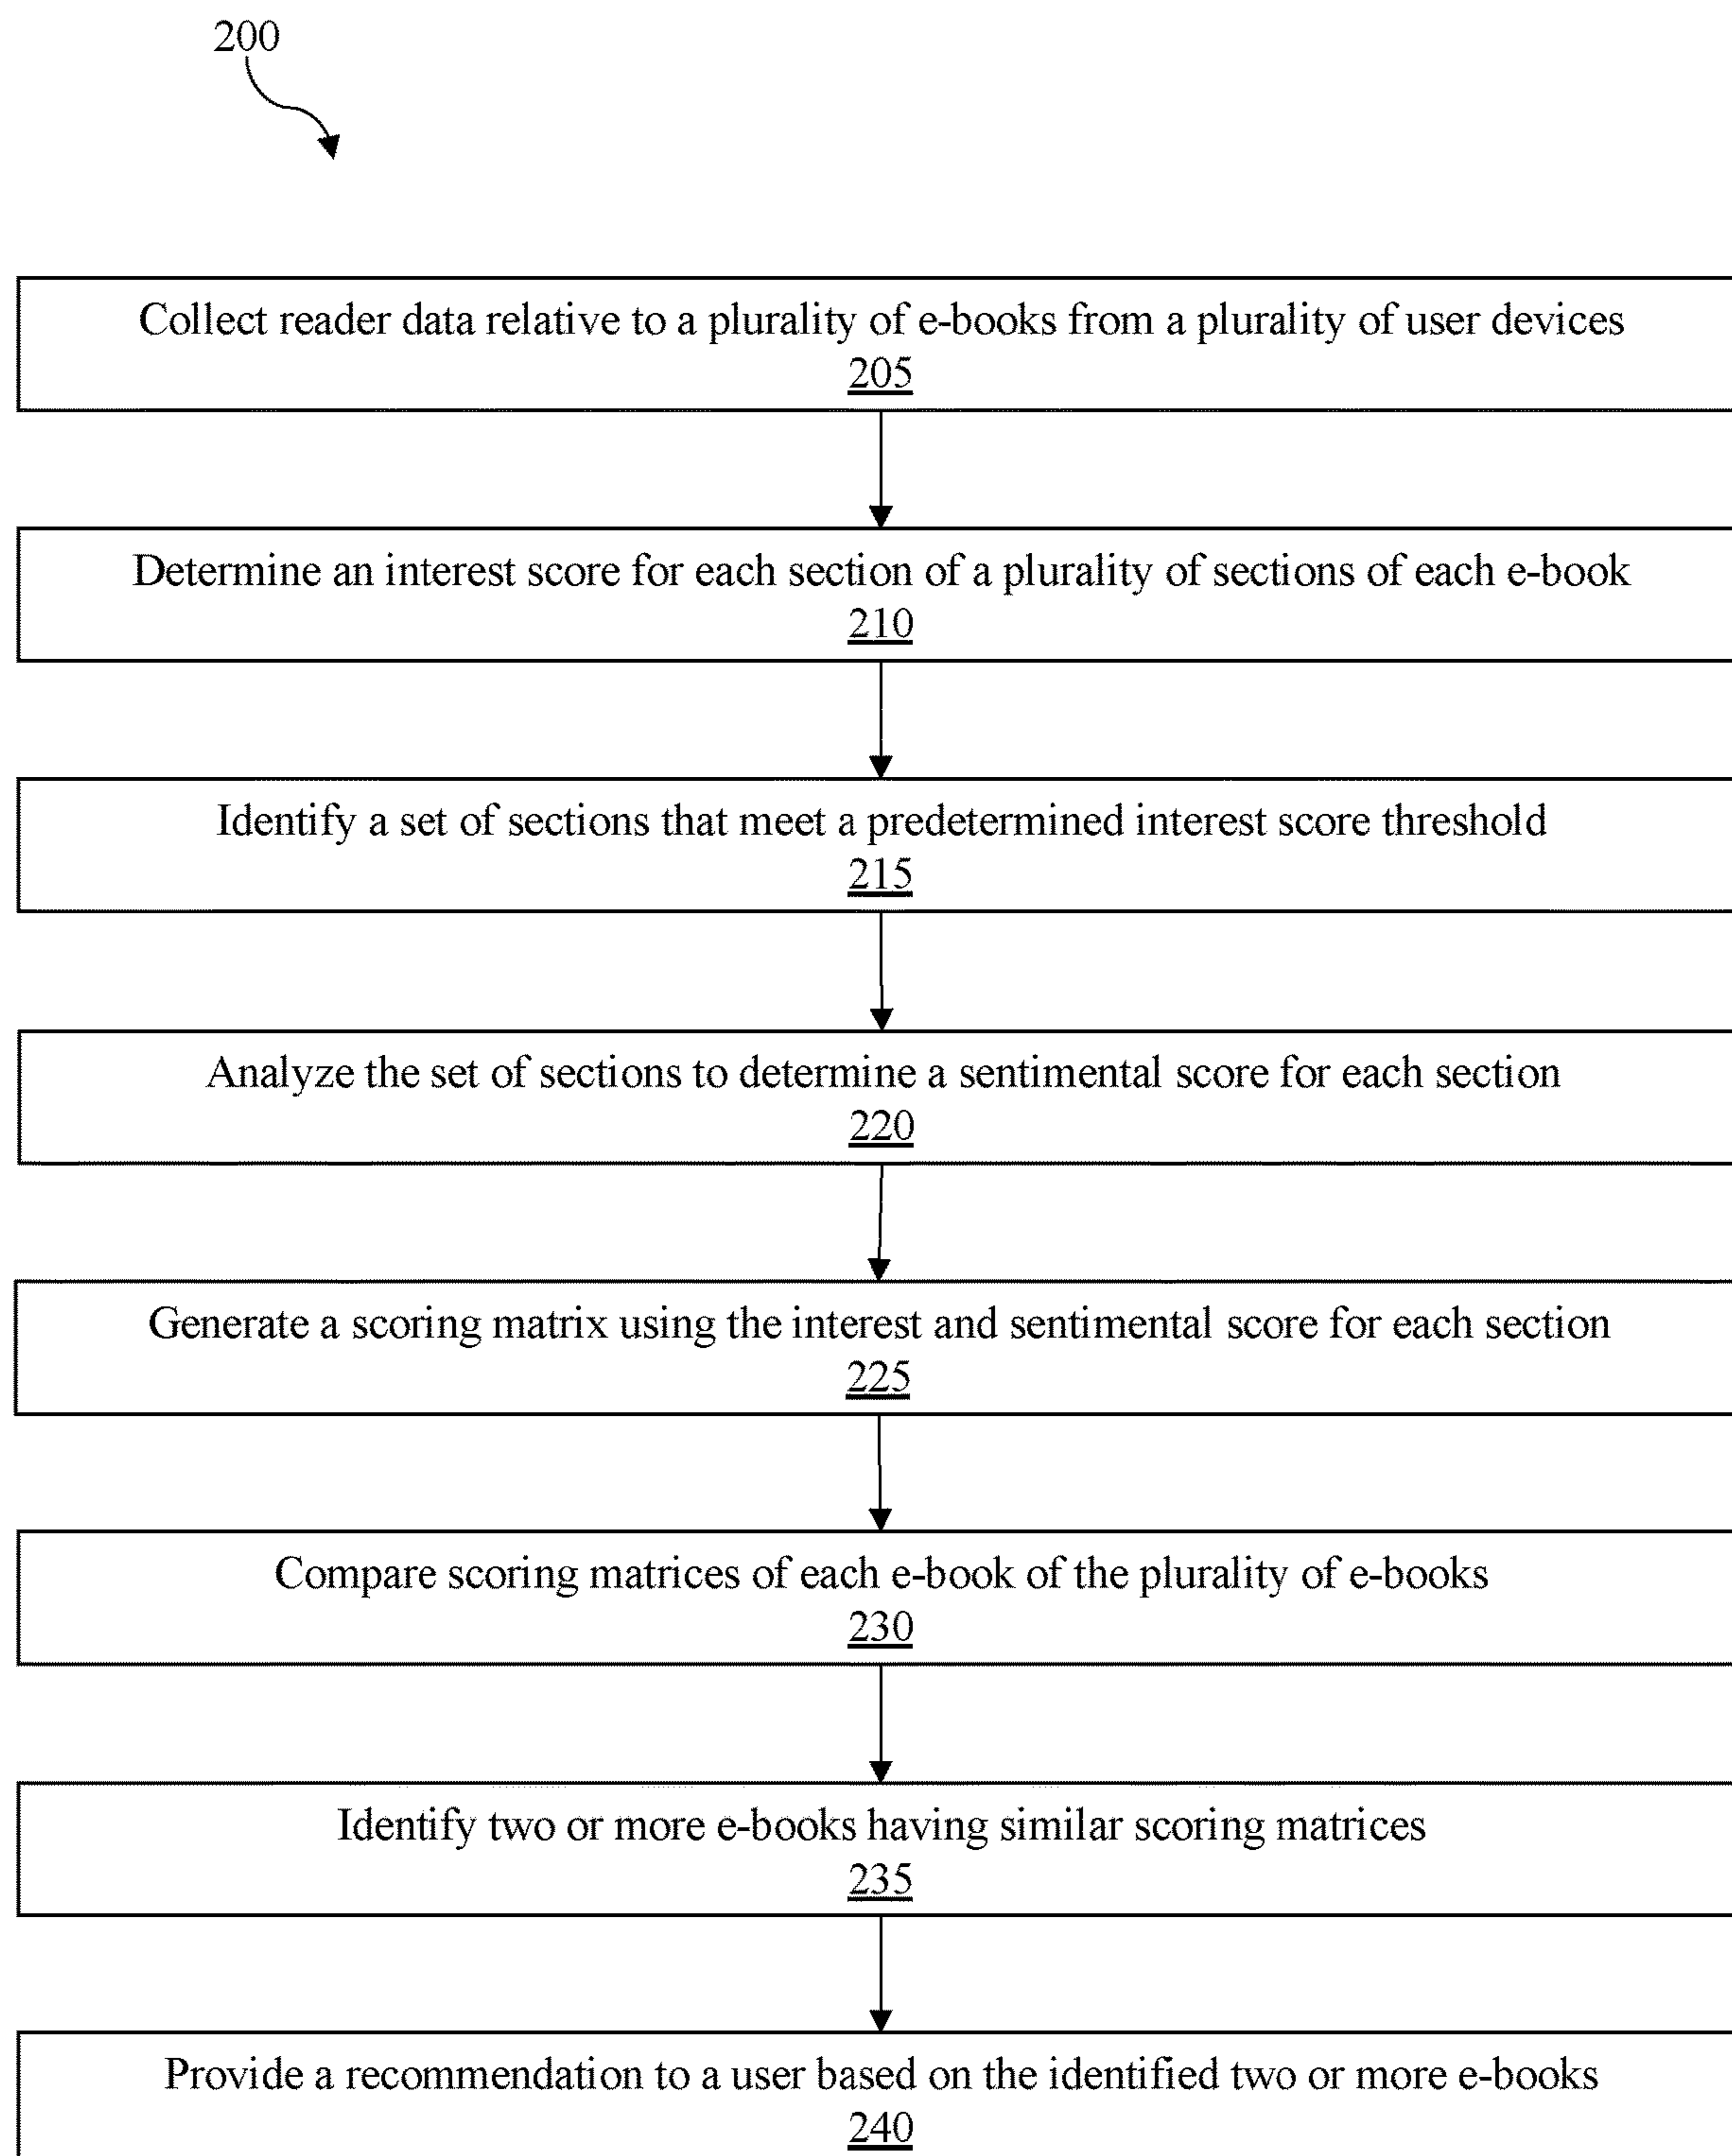 200
Collect reader data relative to a plurality of e-books from a plurality of user devices
205
Determine an interest score for each section of a plurality of sections of each e-book
210
Identify a set of sections that meet a predetermined interest score threshold
215
Analyze the set of sections to determine a sentimental score for each section
220
Generate a scoring matrix using the interest and sentimental score for each section
225
Compare scoring matrices of each e-book of the plurality of e-books
230
Identify two or more e-books having similar scoring matrices
235
Provide a recommendation to a user based on the identified two or more e-books
240